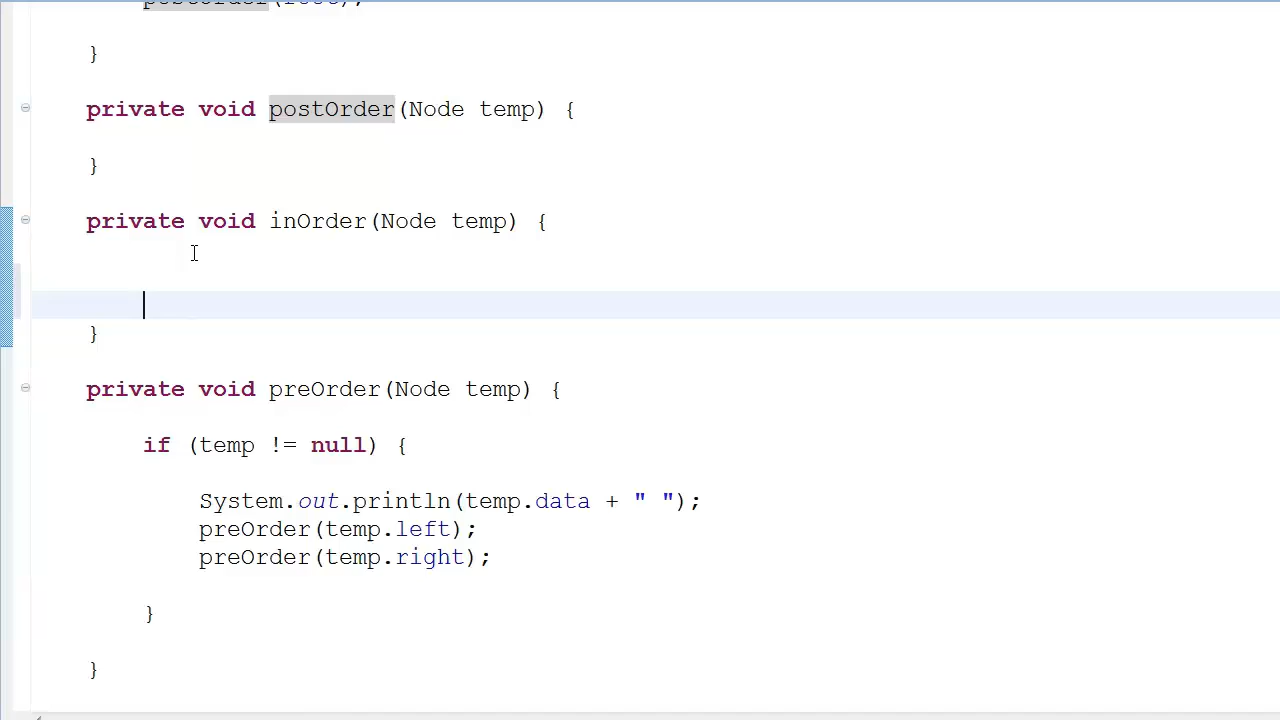 }
private void postOrder(Node temp) {
}
private void inOrder(Node temp) {
}
private void preOrder(Node temp) {
if (temp != null) {
System.out.println(temp.data + " ");
preOrder(temp.left);
preOrder(temp.right);
}
}